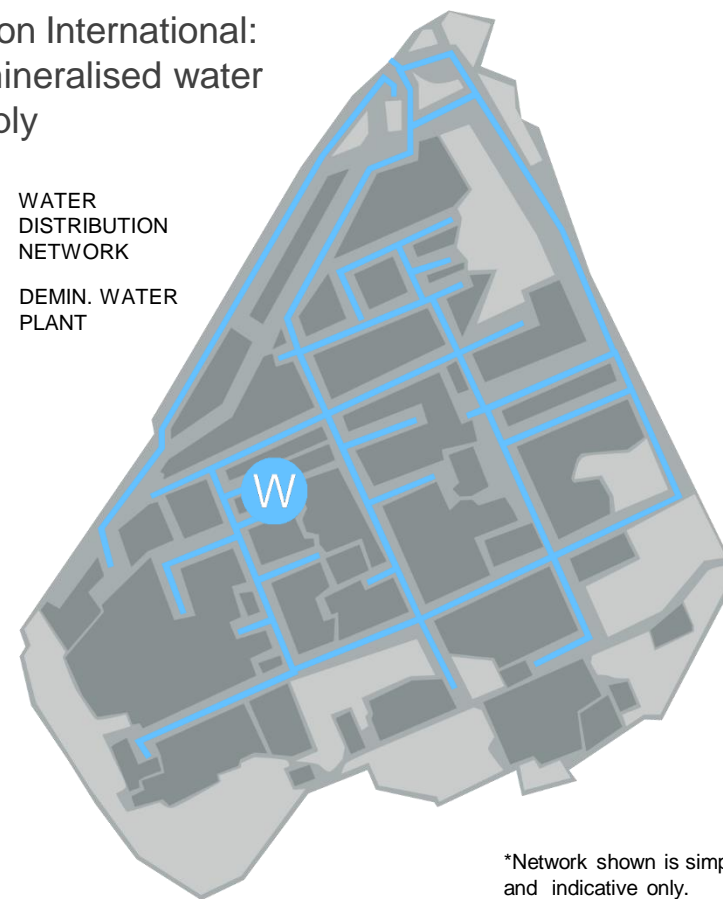 on International:
nineralised water
oly
WATER
DISTRIBUTION
NETWORK
DEMIN. WATER
PLANT
W
*Network shown is simp
and indicative only.